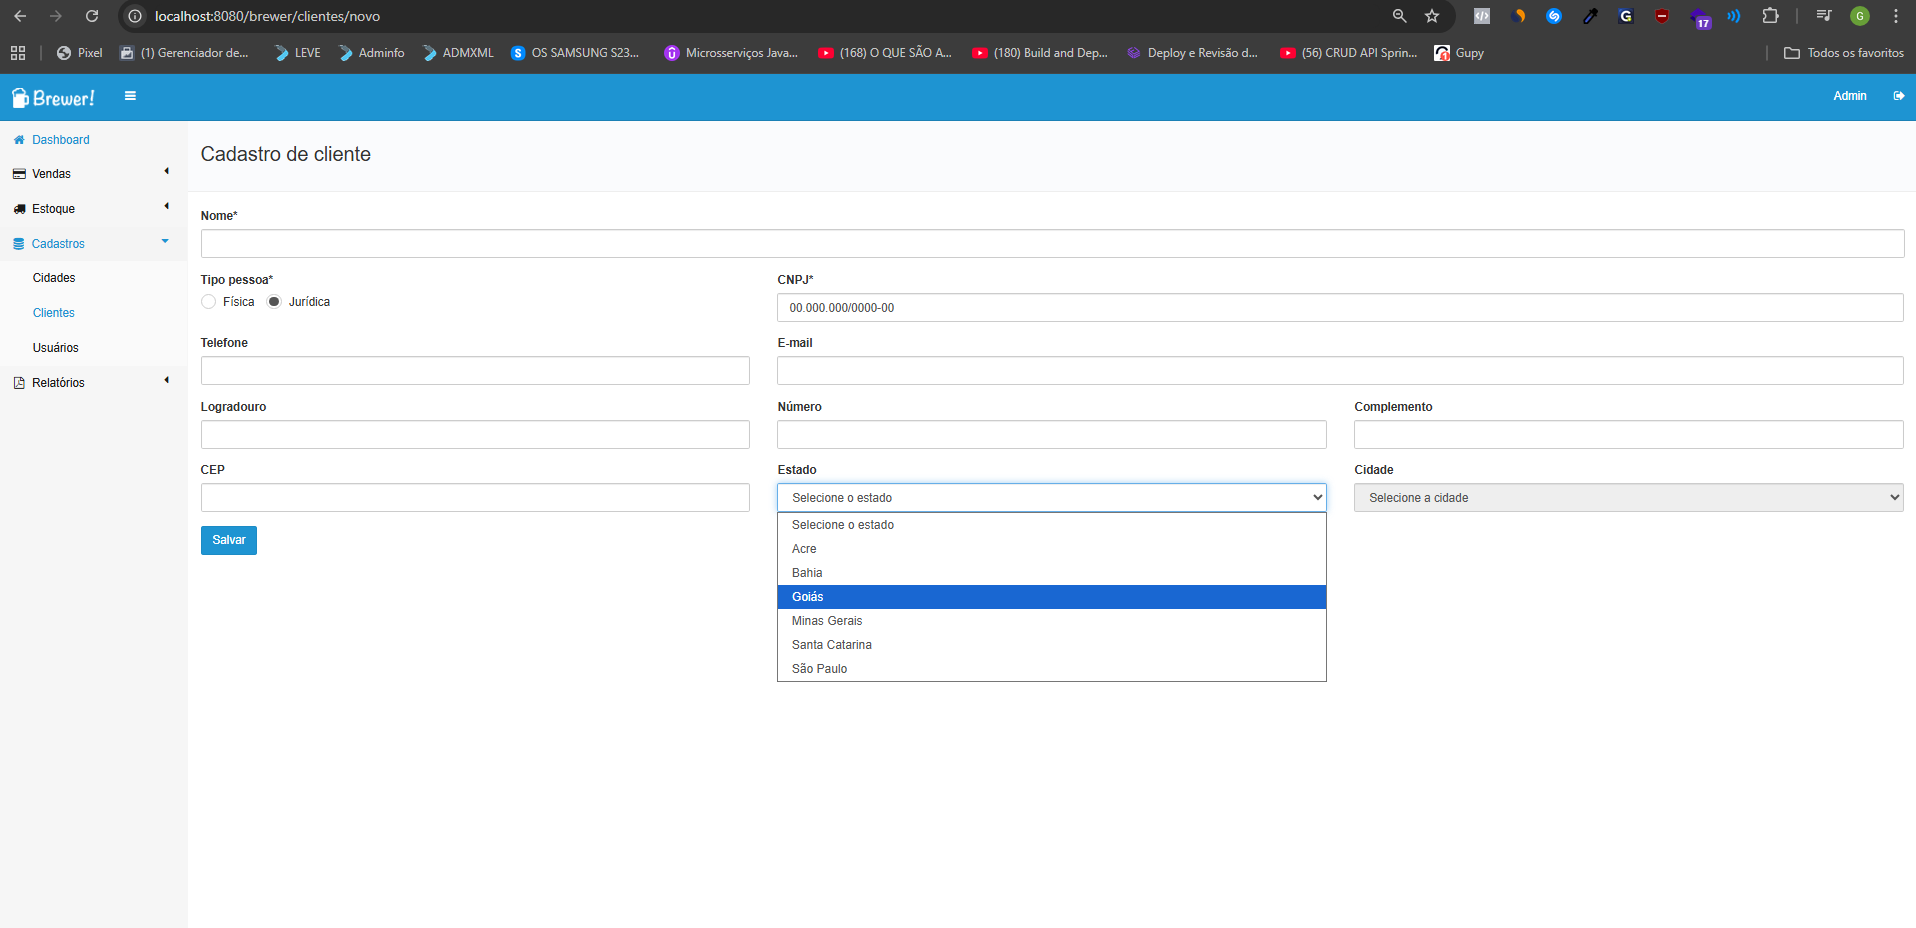 localhost:8080/brewer/clientes/novo
G
17
G
Pixel
(1) Gerenciador de...
LEVE
Adminfo
ADMXML
S
OS SAMSUNG S23...
Microsserviços Java...
(168) O QUE SÃO A...
(180) Build and Dep...
Deploy e Revisão d...
(56) CRUD API Sprin...
1
Gupy
Todos os favoritos
Brewer!
Admin
Dashboard
Vendas
Estoque
Cadastros
Cidades
Clientes
Usuários
Relatórios
Cadastro de cliente
Nome*
Tipo pessoa*
Física
Jurídica
CNPJ*
00.000.000/0000-00
Telefone
E-mail
Logradouro
Número
Complemento
CEP
Estado
Cidade
Selecione o estado
Selecione a cidade
Selecione o estado
Acre
Bahia
Goiás
Minas Gerais
Santa Catarina
São Paulo
Salvar